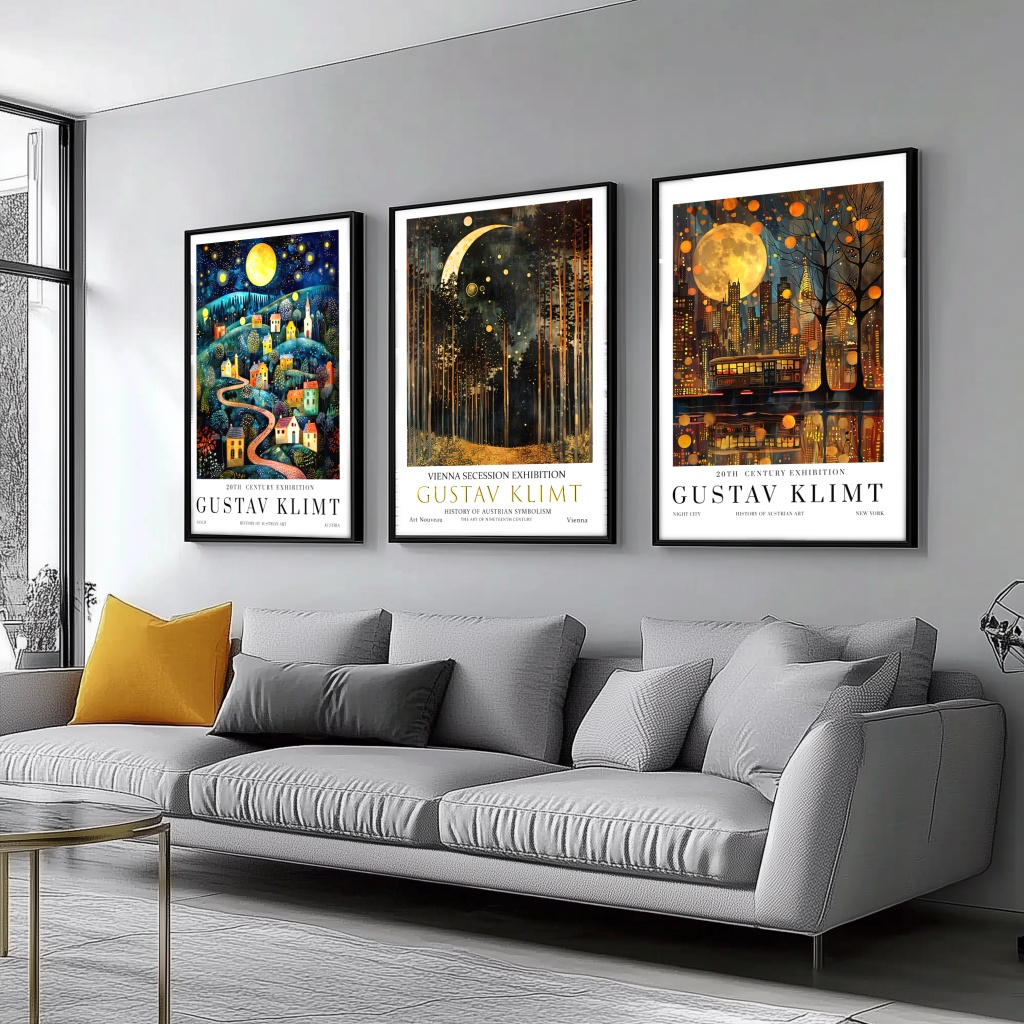 20TH CENTURY EXHIBITION
GUSTAV KLIMT
GOLD HISTORY OF AUSTRIAN ART AUSTRIA
VIENNA SECESSION EXHIBITION
GUSTAV KLIMT
HISTORY OF AUSTRIAN SYMBOLISM
Art Nouveau THE ART OF NINETEENTH CENTURY Vienna
20TH CENTURY EXHIBITION
GUSTAV KLIMT
NIGHT CITY HISTORY OF AUSTRIAN ART NEW YORK